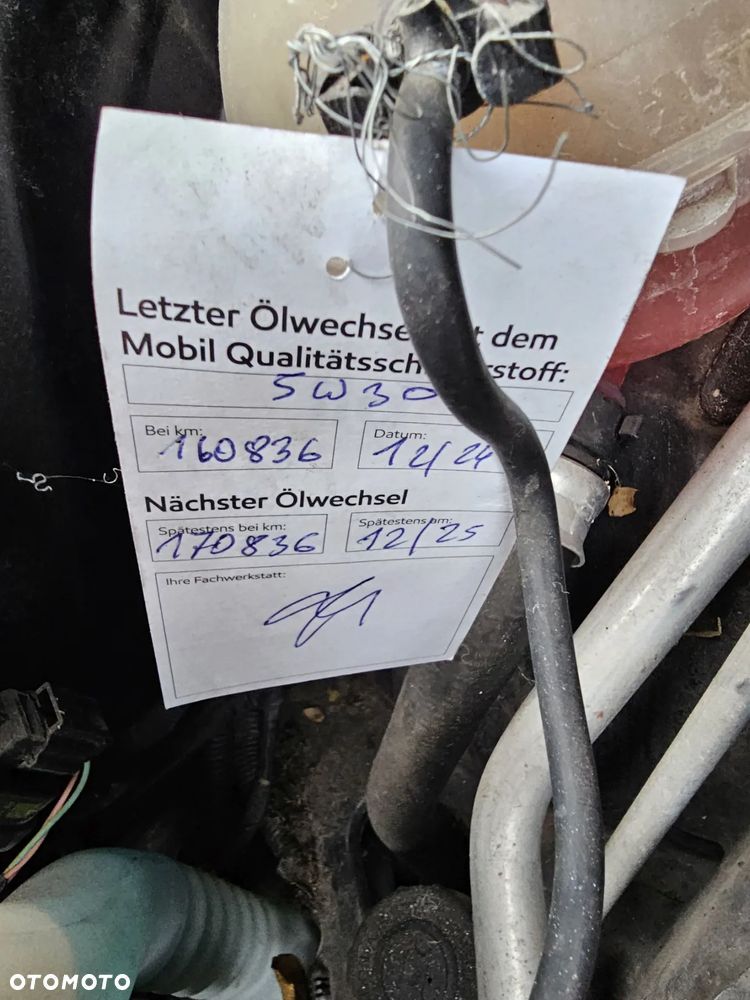 Letzter Ölwechse t dem
Mobil Qualitätssch rstoff:
5W30
Bei km: Datum:
160836 12/24
Nächster Ölwechsel
Spätestens bei km: Spätestens am:
170836 12/25
Ihre Fachwerkstatt:
OTOMOTO